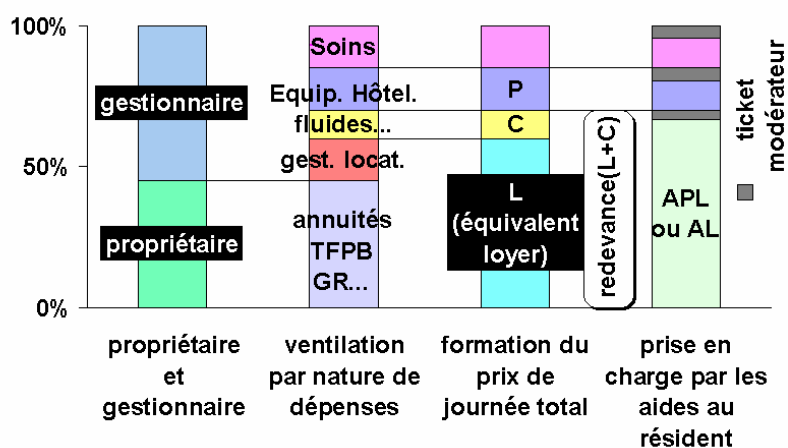 100%
50%
0%
gestionnaire
propriétaire
Soins
Equip. Hôtel.
fluides...
gest. locat.
annuités
TFPB
GR...
P
C
L
(équivalent
loyer)
redevance(L+C)
APL
ou AL
ticket
modérateur
propriétaire
et
gestionnaire
ventilation
par nature de
dépenses
formation du
prix de
journée total
prise en
charge par les
aides au
résident